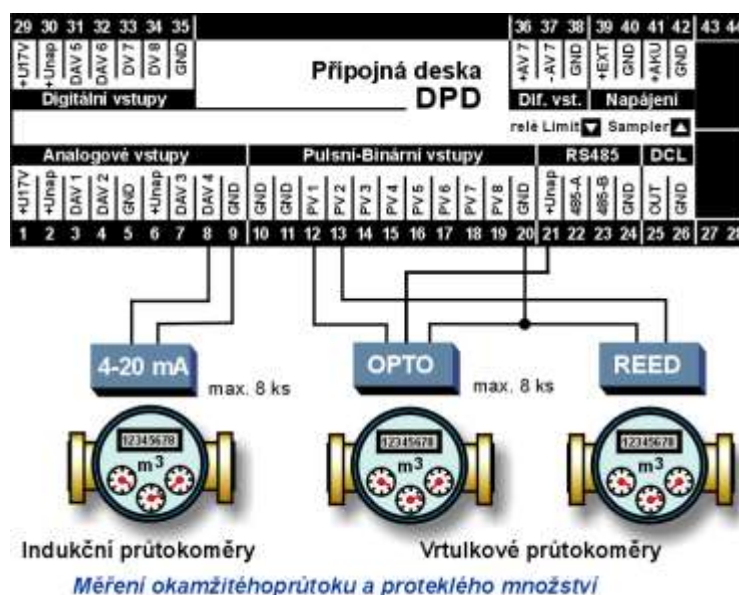 29 30 31 32 33 34 35 36 37 38 39 40 41 42 43 44
+U17V +Unap DAV 5 DAV 6 DV 7 DV 8 GND +AV 7 -AV 7 GND +EXT GND +AKU GND
Připojná deska
DPD
Digitální vstupy Dif. vst. Napájení
relé Limit Sampler
Analogové vstupy Pulsní-Binární vstupy RS485 DCL
+U17V +Unap DAV 1 DAV 2 GND +Unap DAV 3 DAV 4 GND GND GND PV 1 PV 2 PV 3 PV 4 PV 5 PV 6 PV 7 PV 8 GND +Unap 485-A 485-B GND OUT GND
1 2 3 4 5 6 7 8 9 10 11 12 13 14 15 16 17 18 19 20 21 22 23 24 25 26 27 28
4-20 mA OPTO REED
max. 8 ks max. 8 ks
12345678 12345678 12345678
m3 m3 m3
Indukční průtokoměry Vrtulkové průtokoměry
Měření okamžitéhoprůtoku a proteklého množství